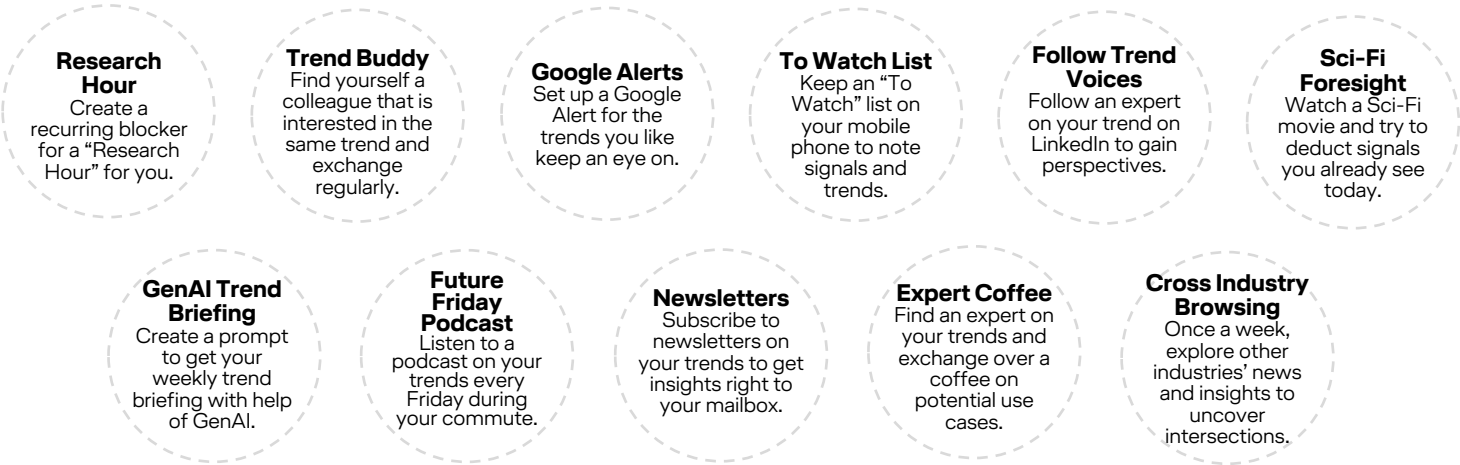 Research
Hour
Create a
recurring blocker
for a “Research
Hour” for you.
Trend Buddy
Find yourself a
colleague that is
interested in the
same trend and
exchange
regularly.
Google Alerts
Set up a Google
Alert for the
trends you like
keep an eye on.
To Watch List
Keep an “To
Watch” list on
your mobile
phone to note
signals and
trends.
Follow Trend
Voices
Follow an expert
on your trend on
LinkedIn to gain
perspectives.
Sci-Fi
Foresight
Watch a Sci-Fi
movie and try to
deduct signals
you already see
today.
GenAI Trend
Briefing
Create a prompt
to get your
weekly trend
briefing with help
of GenAI.
Future
Friday
Podcast
Listen to a
podcast on your
trends every
Friday during
your commute.
Newsletters
Subscribe to
newsletters on
your trends to get
insights right to
your mailbox.
Expert Coffee
Find an expert on
your trends and
exchange over a
coffee on
potential use
cases.
Cross Industry
Browsing
Once a week,
explore other
industries’ news
and insights to
uncover
intersections.